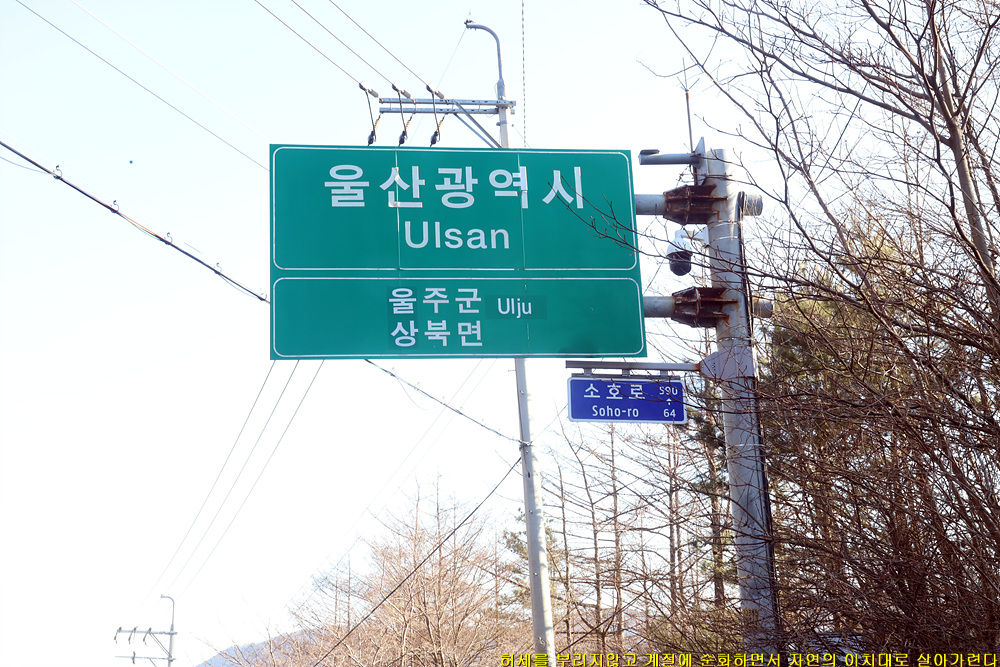 울산광역시
Ulsan
울주군 Ulju
상북면
소호로 590
Soho-ro 64
허세를 부리지않고 계절에 순화하면서 자연의 이치대로 살아가련다